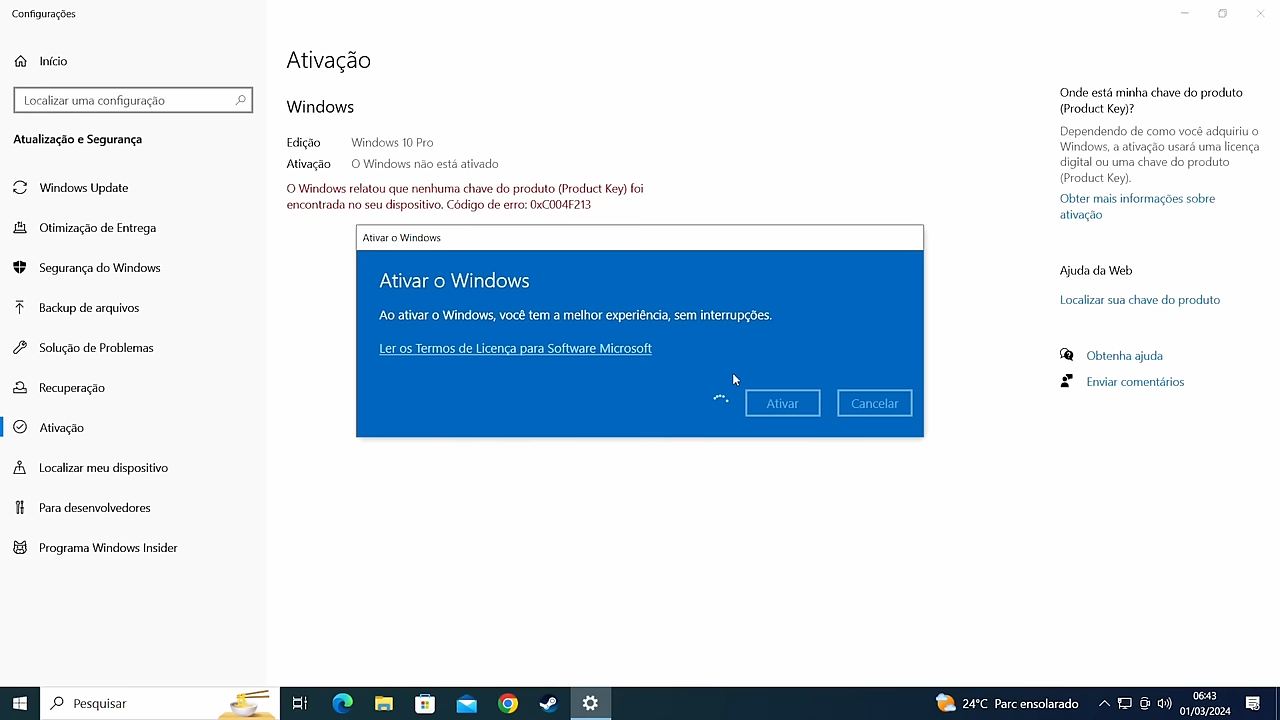 Configurações
Início
Localizar uma configuração
Atualização e Segurança
Windows Update
Otimização de Entrega
Segurança do Windows
Backup de arquivos
Solução de Problemas
Recuperação
Ativação
Localizar meu dispositivo
Para desenvolvedores
Programa Windows Insider
Ativação
Windows
Edição Windows 10 Pro
Ativação O Windows não está ativado
O Windows relatou que nenhuma chave do produto (Product Key) foi
encontrada no seu dispositivo. Código de erro: 0xC004F213
Ativar o Windows
Ativar o Windows
Ao ativar o Windows, você tem a melhor experiência, sem interrupções.
Ler os Termos de Licença para Software Microsoft
Ativar Cancelar
Onde está minha chave do produto
(Product Key)?
Dependendo de como você adquiriu o
Windows, a ativação usará uma licença
digital ou uma chave do produto
(Product Key).
Obter mais informações sobre
ativação
Ajuda da Web
Localizar sua chave do produto
Obtenha ajuda
Enviar comentários
Pesquisar
24°C Parc ensolarado
06:43
01/03/2024